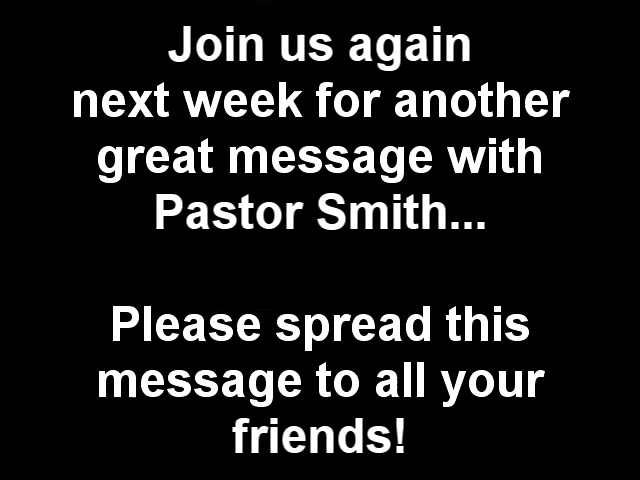 Join us again
next week for another
great message with
Pastor Smith...
Please spread this
message to all your
friends!